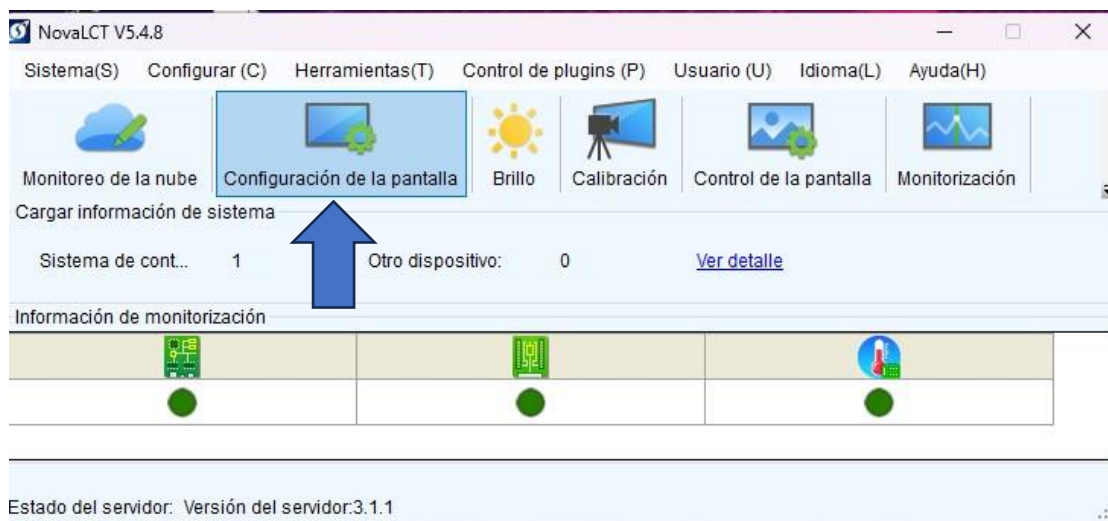 NovaLCT V5.4.8
Sistema(S) Configurar (C) Herramientas(T) Control de plugins (P) Usuario (U) Idioma(L) Ayuda(H)
Monitoreo de la nube Configuración de la pantalla Brillo Calibración Control de la pantalla Monitorización
Cargar información de sistema
Sistema de cont... 1 Otro dispositivo: 0 Ver detalle
Información de monitorización
Estado del servidor: Versión del servidor:3.1.1